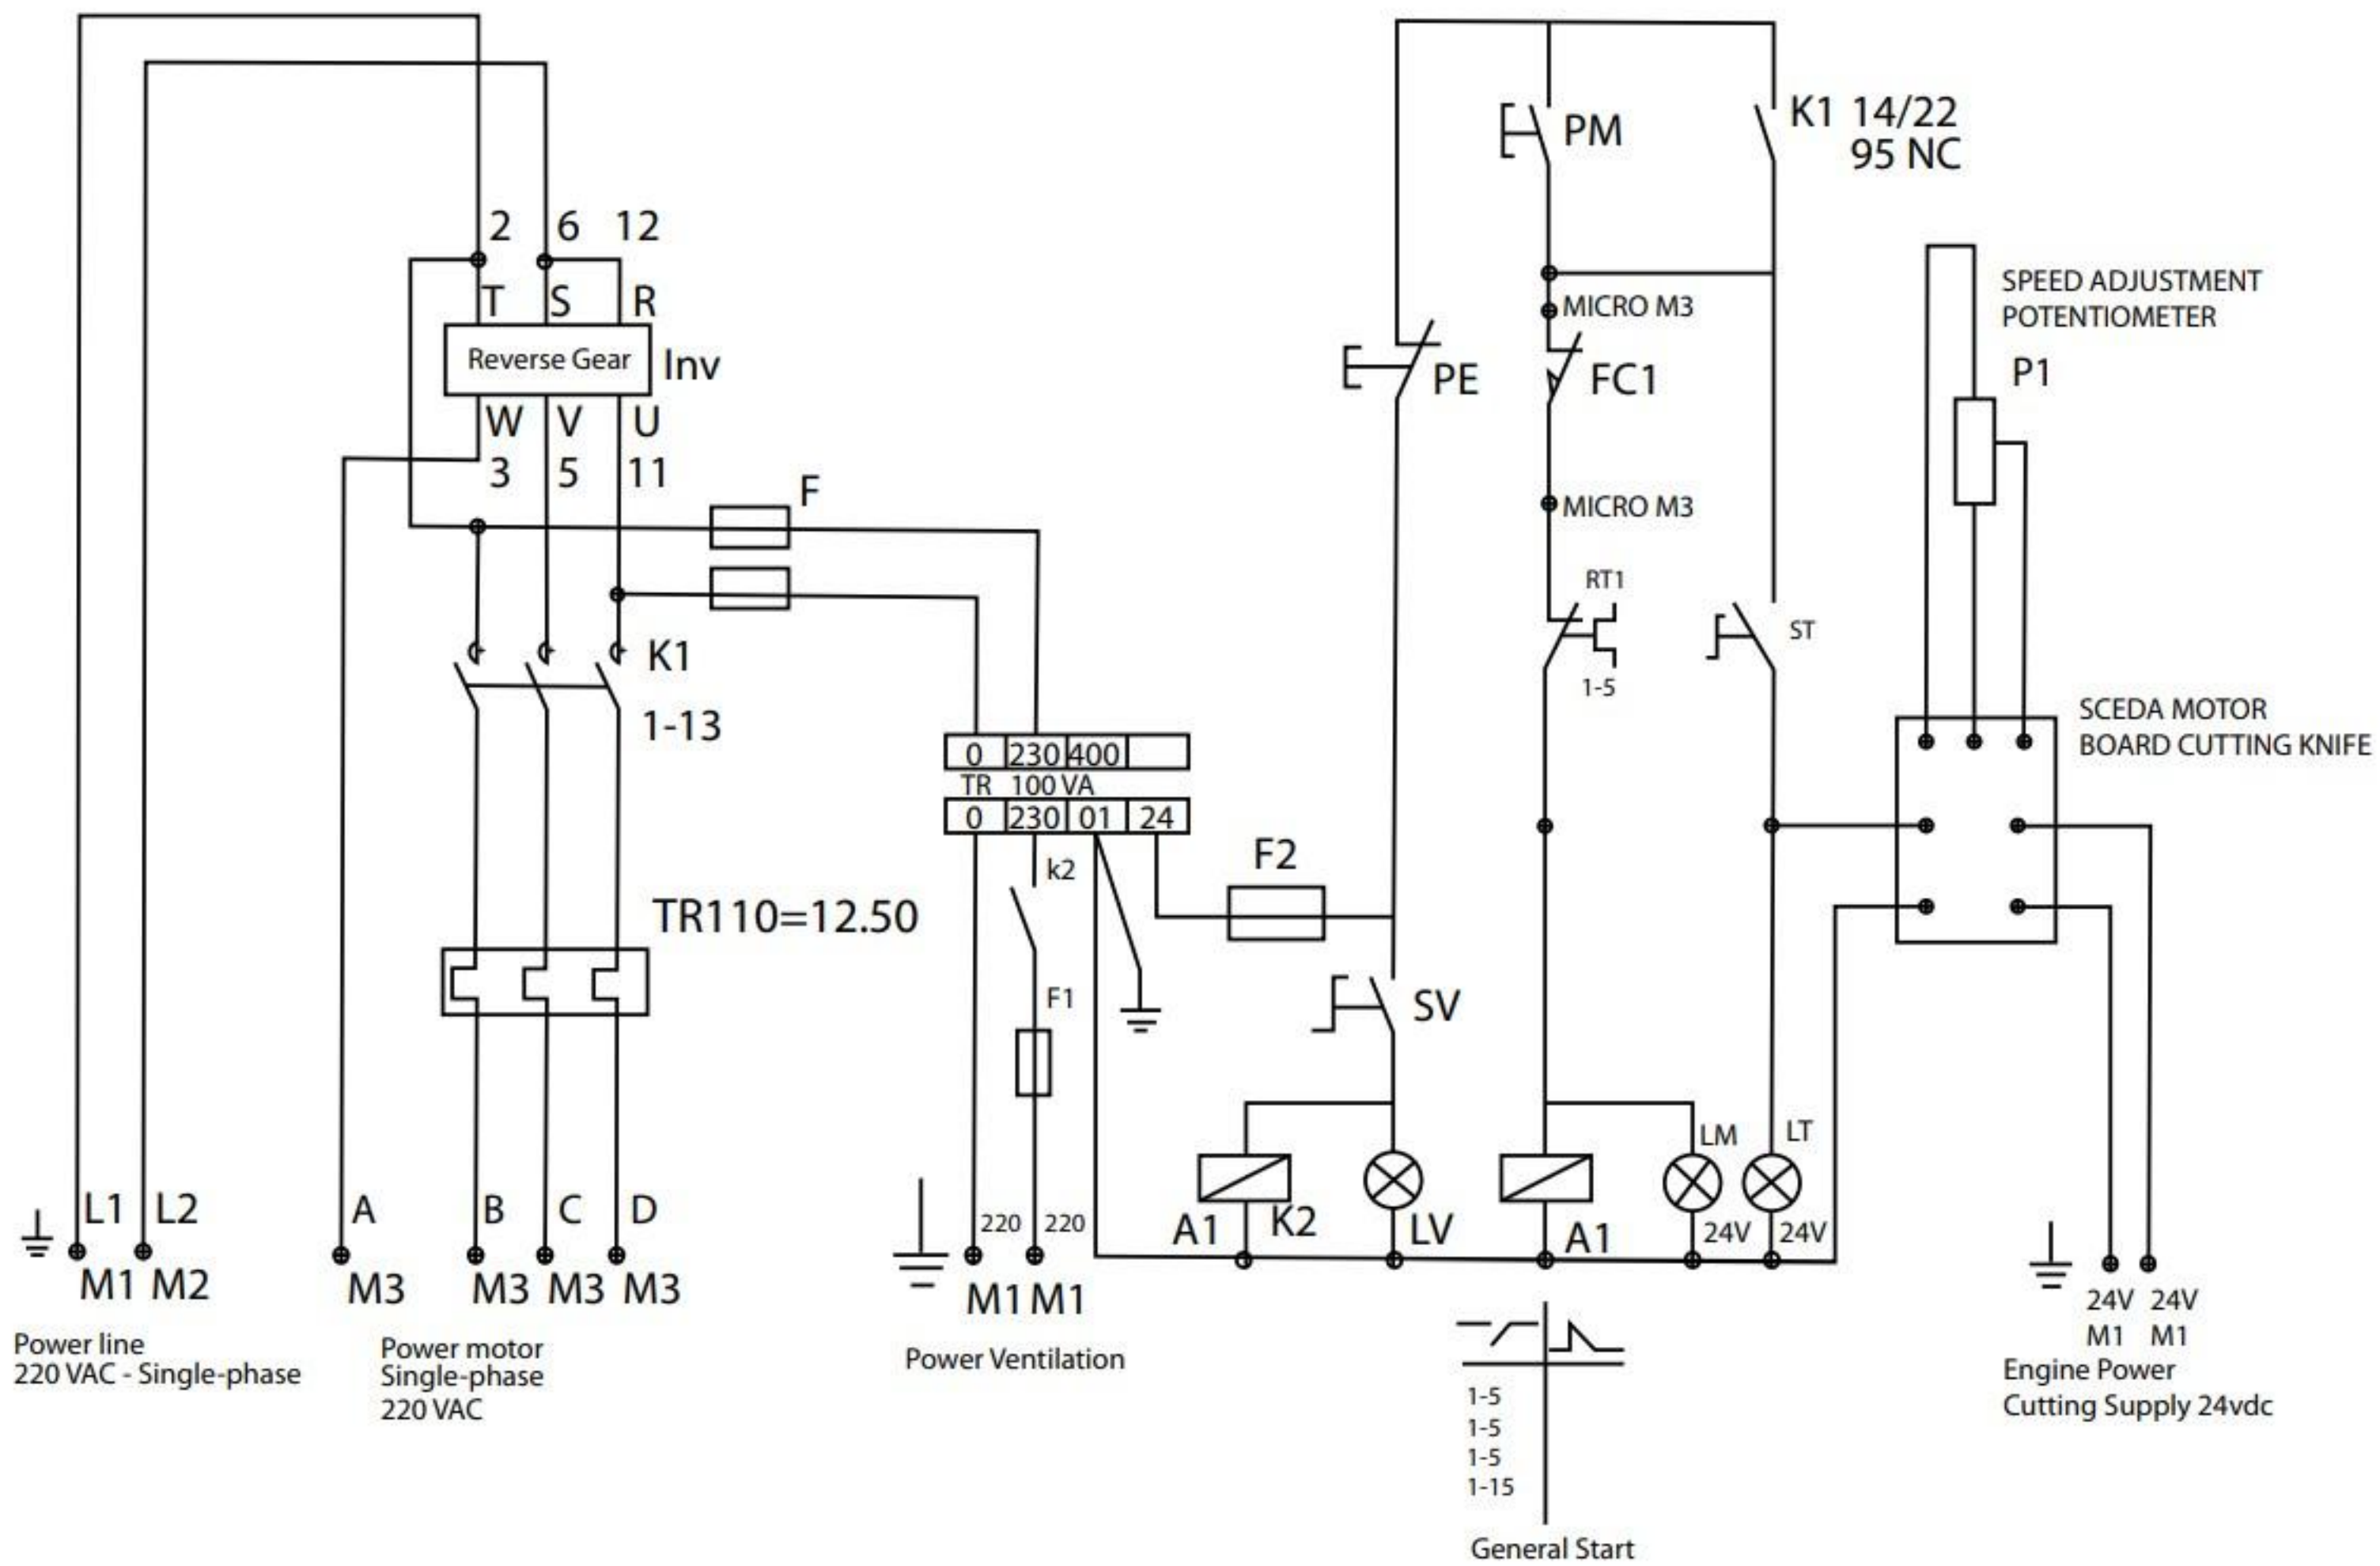 K1 14/22
95 NC
PM
2 6 12
T S R
Reverse Gear
Inv
W V U
3 5 11
SPEED ADJUSTMENT
POTENTIOMETER
P1
MICRO M3
PE
FC1
MICRO M3
F
RT1
1-5
ST
K1
1-13
SCEDA MOTOR
BOARD CUTTING KNIFE
0 230 400
TR 100 VA
0 230 01 24
k2
F2
TR110=12.50
F1
SV
LM
LT
L1 L2
A
B C D
220 220
A1 K2
LV
A1
24V 24V
M1 M2
M3
M3 M3 M3
M1 M1
24V 24V
M1 M1
Power line
220 VAC - Single-phase
Power motor
Single-phase
220 VAC
Power Ventilation
Engine Power
Cutting Supply 24vdc
1-5
1-5
1-5
1-15
General Start